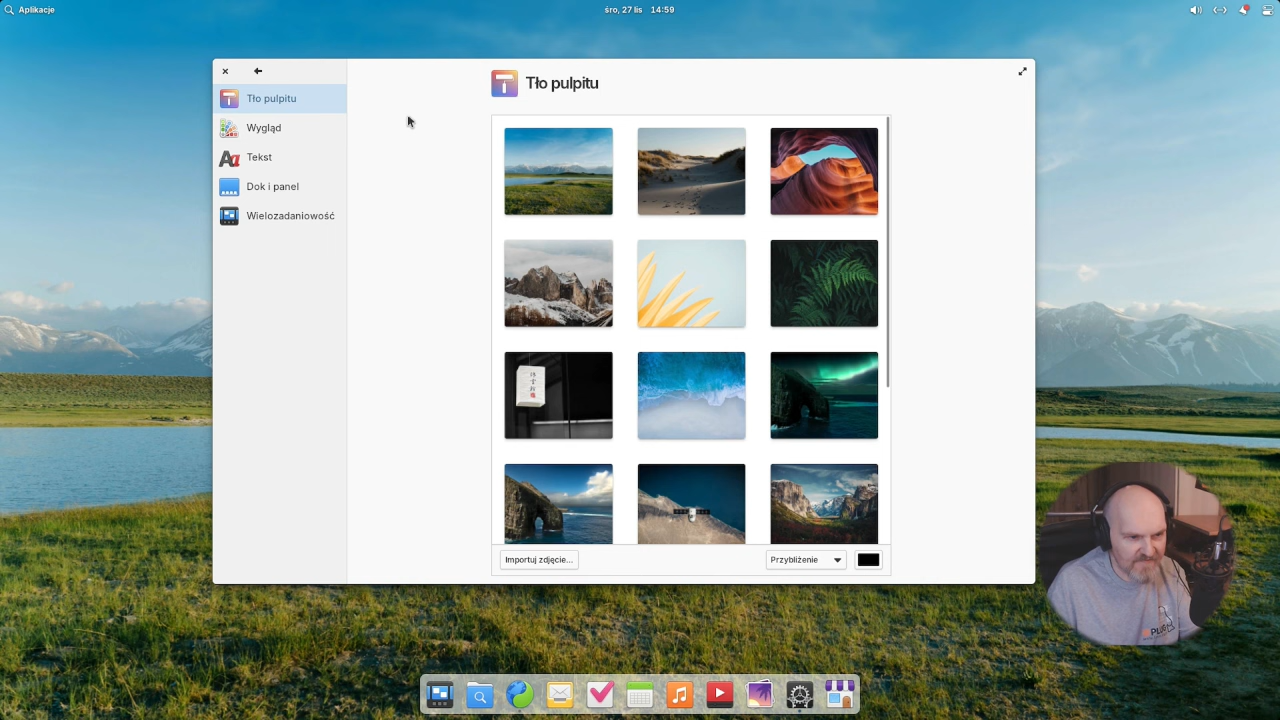 Aplikacje
śro, 27 lis 14:59
Tło pulpitu
Wygląd
Tekst
Dok i panel
Wielozadaniowość
Tło pulpitu
Importuj zdjęcie...
Przybliżenie